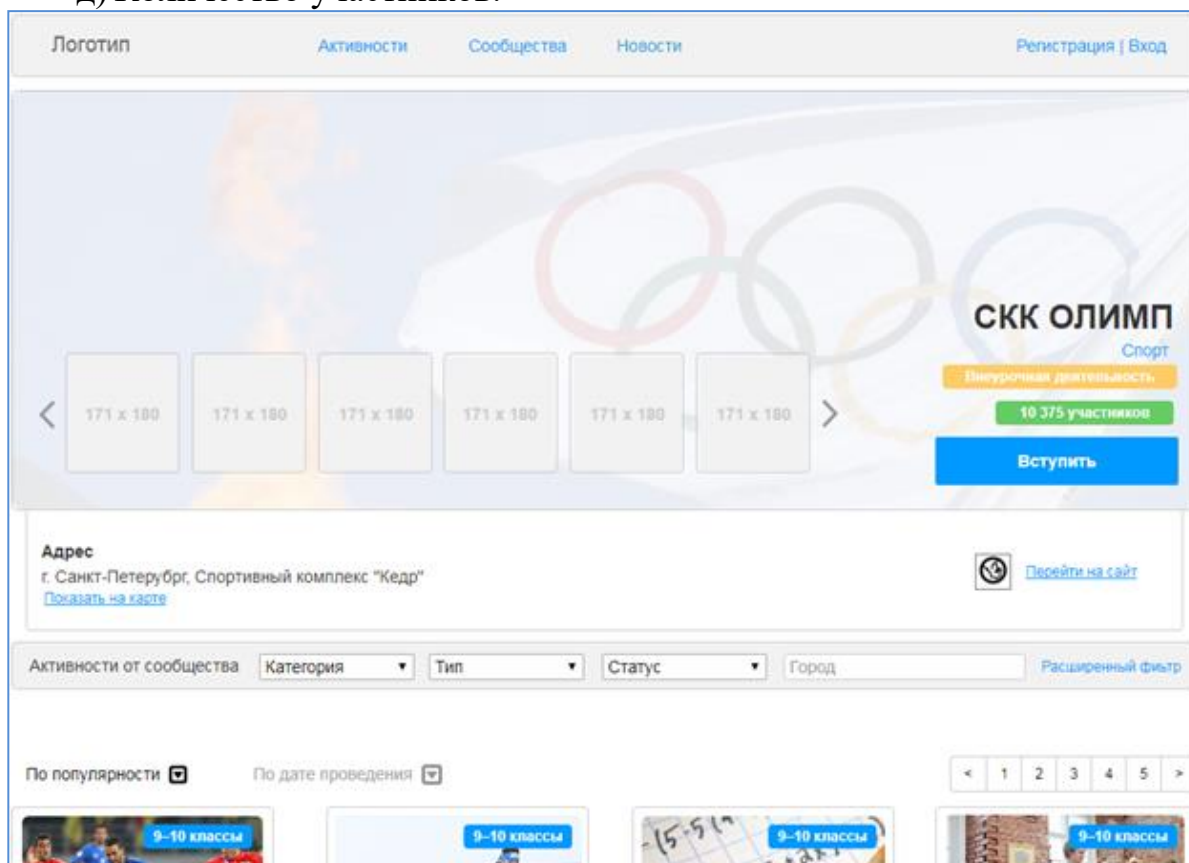 Логотип Активности Сообщества Новости Регистрация | Вход
СКК ОЛИМП
Спорт
Внеурочная деятельность
171 x 180 171 x 180 171 x 180 171 x 180 171 x 180 171 x 180
10 375 участников
Вступить
Адрес
г. Санкт-Петерубрг, Спортивный комплекс "Кедр"
Показать на карте
Перейти на сайт
Активности от сообщества Категория Тип Статус Город Расширенный фиьтр
По популярности По дате проведения < 1 2 3 4 5 >
9–10 классы 9–10 классы 9–10 классы 9–10 классы